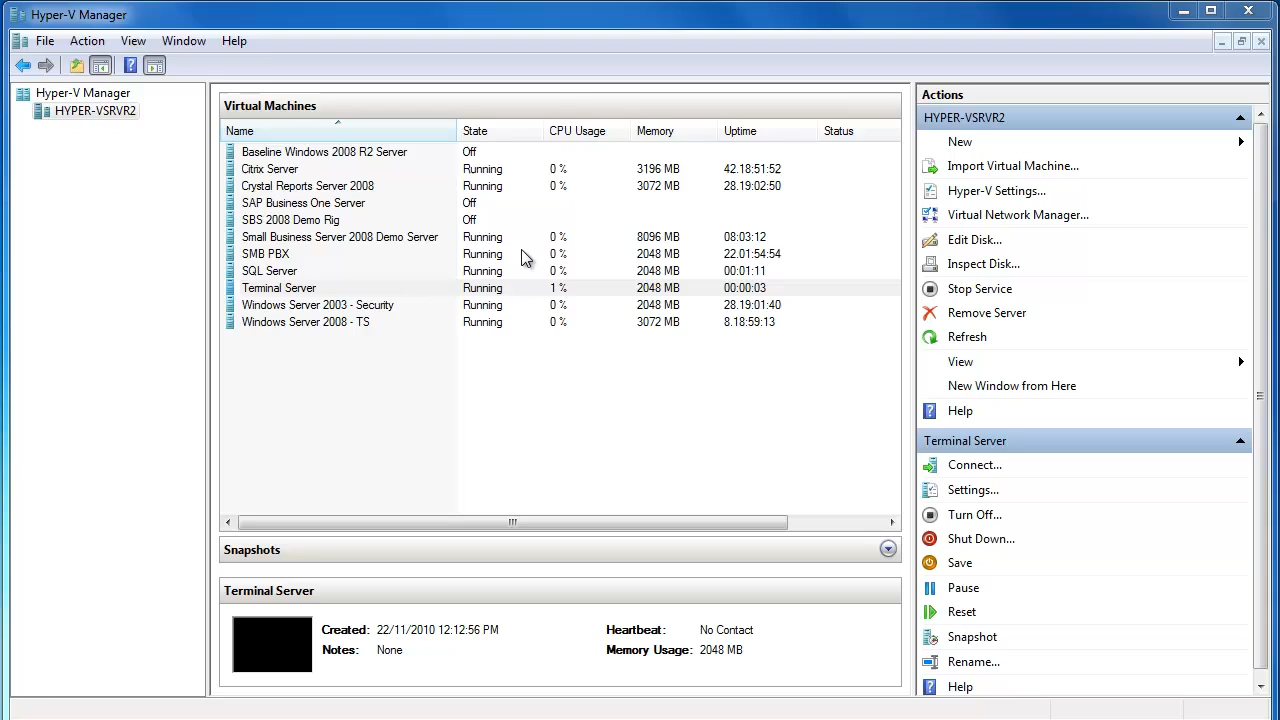 Hyper-V Manager
File Action View Window Help
Hyper-V Manager
HYPER-VSRVR2
Virtual Machines
Name State CPU Usage Memory Uptime Status
Baseline Windows 2008 R2 Server Off
Citrix Server Running 0 % 3196 MB 42.18:51:52
Crystal Reports Server 2008 Running 0 % 3072 MB 28.19:02:50
SAP Business One Server Off
SBS 2008 Demo Rig Off
Small Business Server 2008 Demo Server Running 0 % 8096 MB 08:03:12
SMB PBX Running 0 % 2048 MB 22.01:54:54
SQL Server Running 0 % 2048 MB 00:01:11
Terminal Server Running 1 % 2048 MB 00:00:03
Windows Server 2003 - Security Running 0 % 2048 MB 28.19:01:40
Windows Server 2008 - TS Running 0 % 3072 MB 8.18:59:13
Snapshots
Terminal Server
Created: 22/11/2010 12:12:56 PM Heartbeat: No Contact
Notes: None Memory Usage: 2048 MB
Actions
HYPER-VSRVR2
New
Import Virtual Machine...
Hyper-V Settings...
Virtual Network Manager...
Edit Disk...
Inspect Disk...
Stop Service
Remove Server
Refresh
View
New Window from Here
Help
Terminal Server
Connect...
Settings...
Turn Off...
Shut Down...
Save
Pause
Reset
Snapshot
Rename...
Help